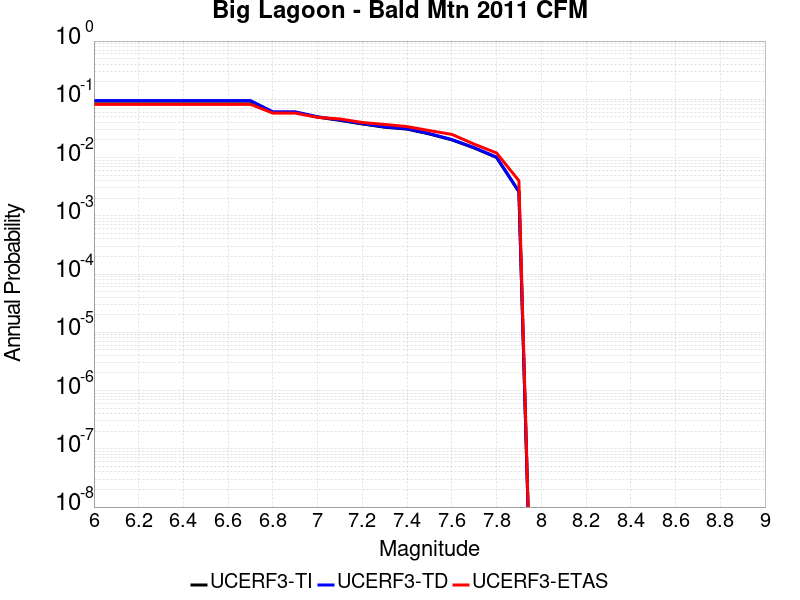 Big Lagoon - Bald Mtn 2011 CFM
Annual Probability
10^0
10^-1
10^-2
10^-3
10^-4
10^-5
10^-6
10^-7
10^-8
6 6.2 6.4 6.6 6.8 7 7.2 7.4 7.6 7.8 8 8.2 8.4 8.6 8.8 9
Magnitude
UCERF3-TI UCERF3-TD UCERF3-ETAS